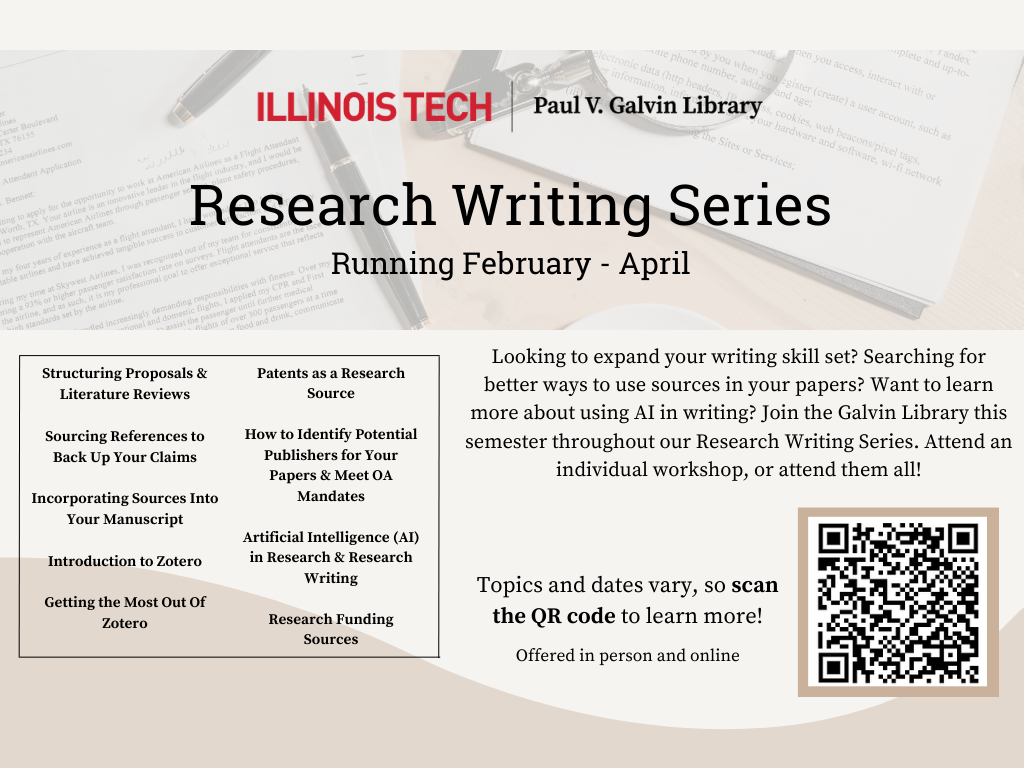 ILLINOIS TECH | Paul V. Galvin Library
Research Writing Series
Running February - April
Structuring Proposals &
Literature Reviews
Sourcing References to
Back Up Your Claims
Incorporating Sources Into
Your Manuscript
Introduction to Zotero
Getting the Most Out Of
Zotero
Patents as a Research
Source
How to Identify Potential
Publishers for Your
Papers & Meet OA
Mandates
Artificial Intelligence (AI)
in Research & Research
Writing
Research Funding
Sources
Looking to expand your writing skill set? Searching for
better ways to use sources in your papers? Want to learn
more about using AI in writing? Join the Galvin Library this
semester throughout our Research Writing Series. Attend an
individual workshop, or attend them all!
Topics and dates vary, so scan
the QR code to learn more!
Offered in person and online